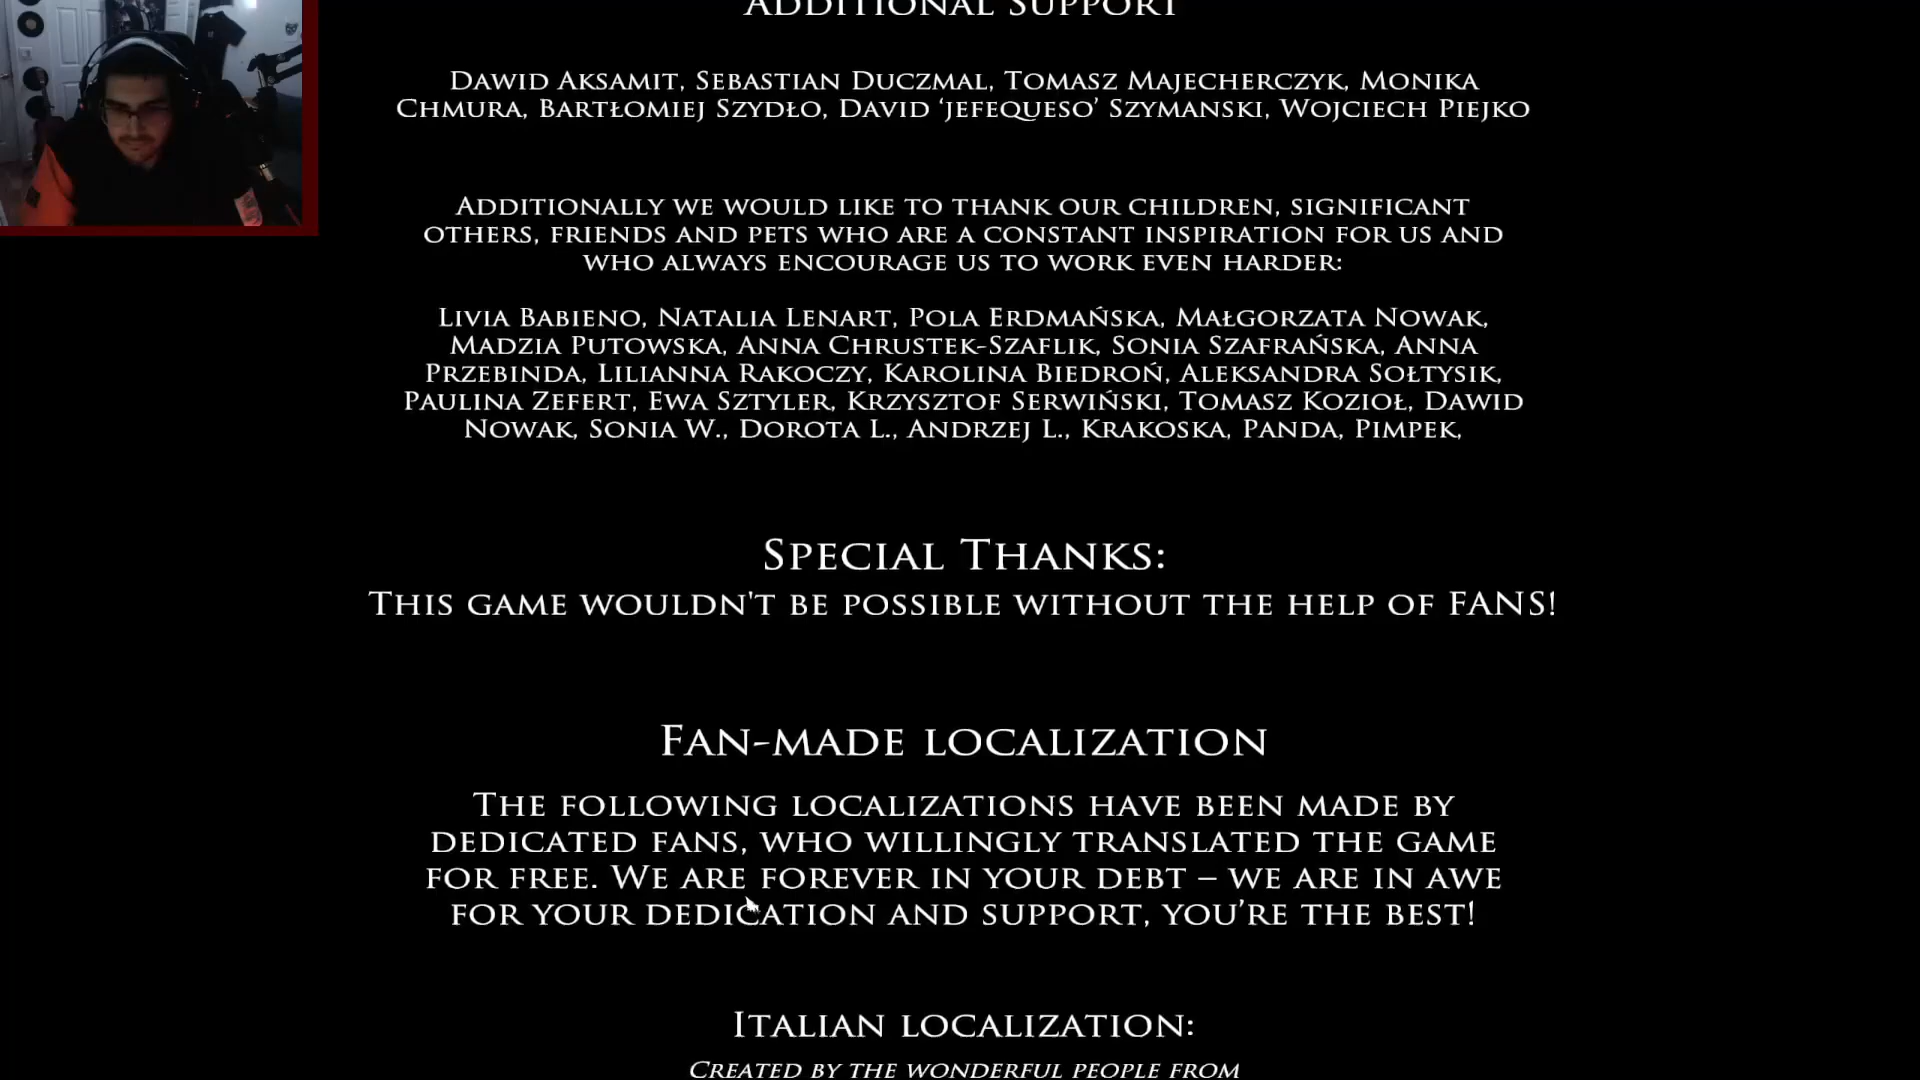 Additional Support
Dawid Aksamit, Sebastian Duczmal, Tomasz Majecherczyk, Monika
Chmura, Bartłomiej Szydło, David ‘jefequeso’ Szymanski, Wojciech Piejko
Additionally we would like to thank our children, significant
others, friends and pets who are a constant inspiration for us and
who always encourage us to work even harder:
Livia Babieno, Natalia Lenart, Pola Erdmańska, Małgorzata Nowak,
Madzia Putowska, Anna Chrustek-Szaflik, Sonia Szafrańska, Anna
Przebinda, Lilianna Rakoczy, Karolina Biedroń, Aleksandra Sołtysik,
Paulina Zefert, Ewa Sztyler, Krzysztof Serwiński, Tomasz Kozioł, Dawid
Nowak, Sonia W., Dorota L., Andrzej L., Krakoska, Panda, Pimpek,
Special Thanks:
This game wouldn't be possible without the help of FANS!
Fan-made localization
The following localizations have been made by
dedicated fans, who willingly translated the game
for free. We are forever in your debt – we are in awe
for your dedication and support, you’re the best!
Italian localization:
Created by the wonderful people from